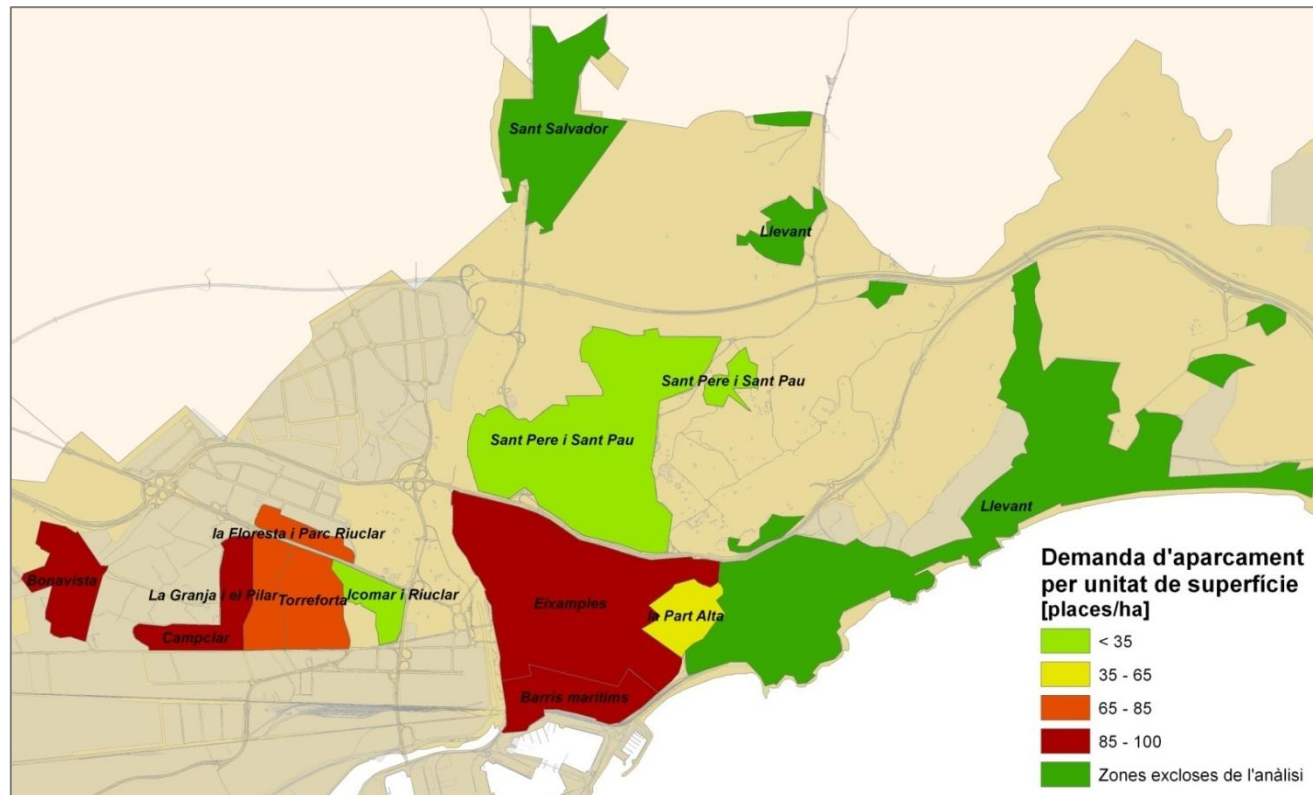 Sant Salvador
Llevant
Sant Pere i Sant Pau
Sant Pere i Sant Pau
Llevant
la Floresta i Parc Riuclar
Bonavista
La Granja i el Pilar
Torreforta
Icomar i Riuclar
Eixamples
la Part Alta
Campclar
Barris marítims
Demanda d'aparcament
per unitat de superfície
[places/ha]
< 35
35 - 65
65 - 85
85 - 100
Zones excloses de l'anàlisi